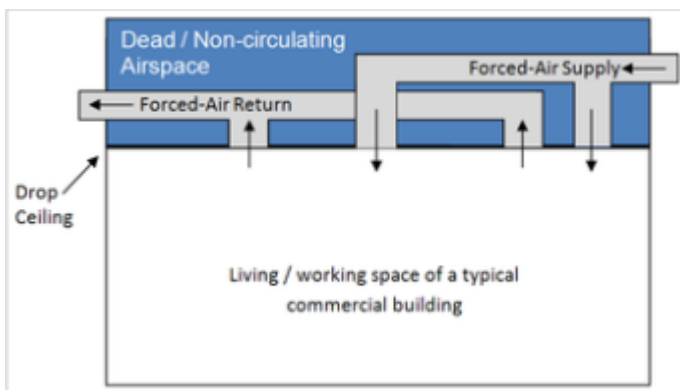 Dead / Non-circulating
Airspace
Forced-Air Supply
Forced-Air Return
Drop
Ceiling
Living / working space of a typical
commercial building